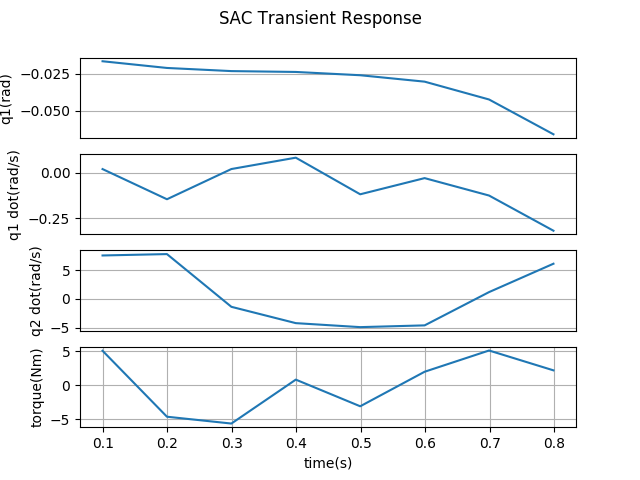 SAC Transient Response
q1(rad)
−0.025
−0.050
q1 dot(rad/s)
0.00
−0.25
q2 dot(rad/s)
5
0
−5
torque(Nm)
5
0
−5
0.1 0.2 0.3 0.4 0.5 0.6 0.7 0.8
time(s)